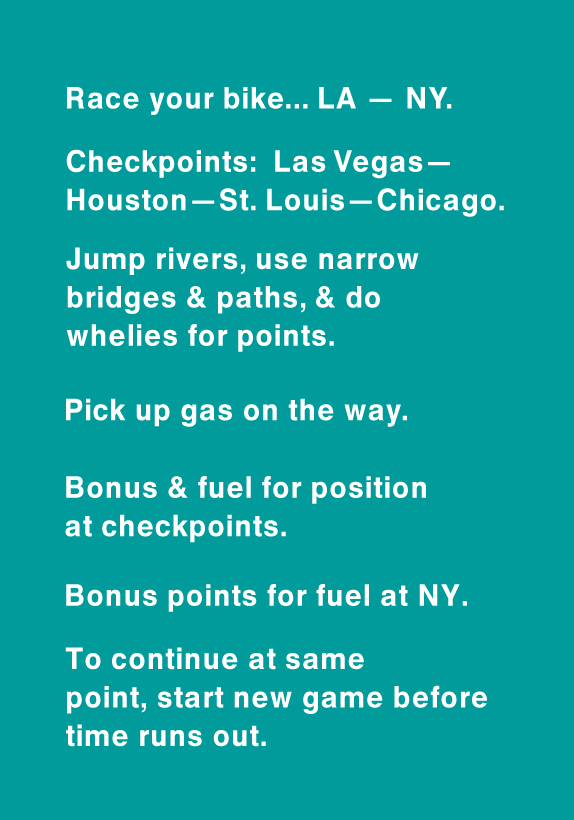 Race your bike... LA — NY.
Checkpoints: Las Vegas—
Houston—St. Louis—Chicago.
Jump rivers, use narrow
bridges & paths, & do
whelies for points.
Pick up gas on the way.
Bonus & fuel for position
at checkpoints.
Bonus points for fuel at NY.
To continue at same
point, start new game before
time runs out.